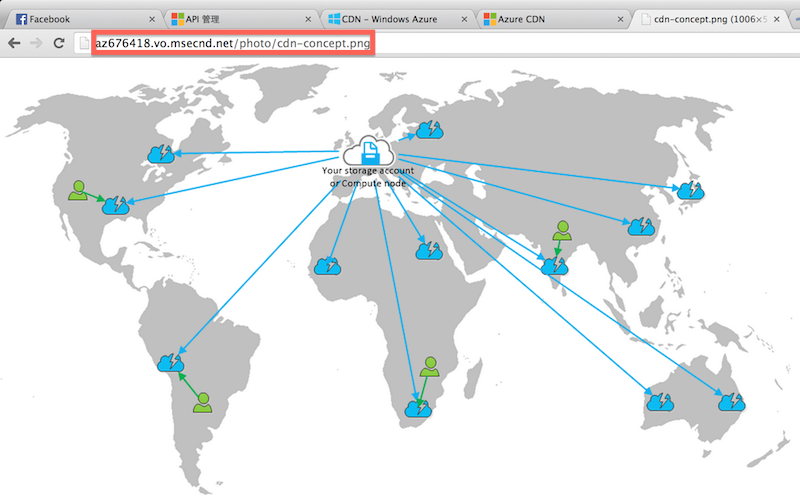 Facebook
API 管理
CDN - Windows Azure
Azure CDN
cdn-concept.png (1006×5
az676418.vo.msecnd.net/photo/cdn-concept.png
Your storage account
or Compute node